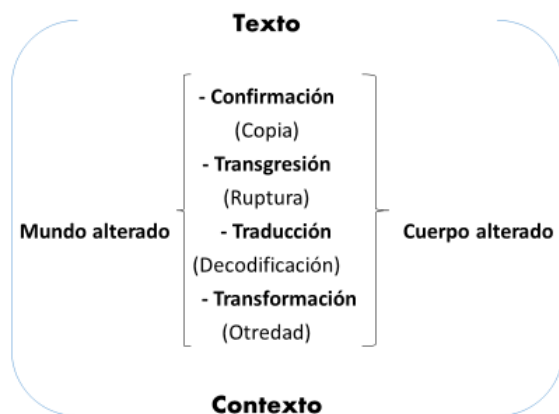 Texto
- Confirmación
(Copia)
- Transgresión
(Ruptura)
Mundo alterado
- Traducción
Cuerpo alterado
(Decodificación)
- Transformación
(Otredad)
Contexto